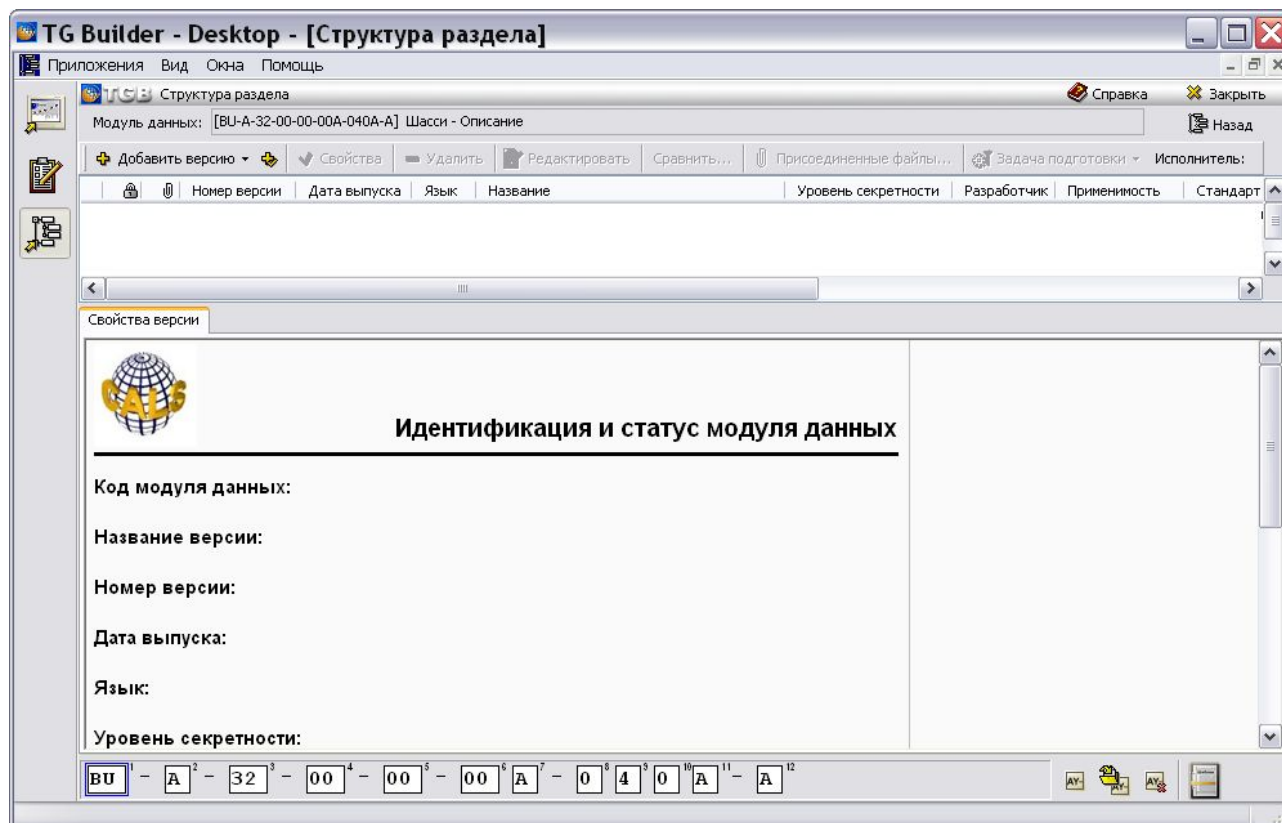 TG Builder - Desktop - [Структура раздела]
Приложения Вид Окна Помощь
TGB Структура раздела Справка Закрыть
Модуль данных: [BU-A-32-00-00-00A-040A-A] Шасси - Описание Назад
Добавить версию Свойства Удалить Редактировать Сравнить... Присоединенные файлы... Задача подготовки Исполнитель:
Номер версии Дата выпуска Язык Название Уровень секретности Разработчик Применимость Стандарт
Свойства версии
CALS
Идентификация и статус модуля данных
Код модуля данных:
Название версии:
Номер версии:
Дата выпуска:
Язык:
Уровень секретности:
BU 1 - A 2 - 32 3 - 00 4 - 00 5 - 00 6 A 7 - 0 8 4 9 0 10 A 11 - A 12 AY- AY- AY-